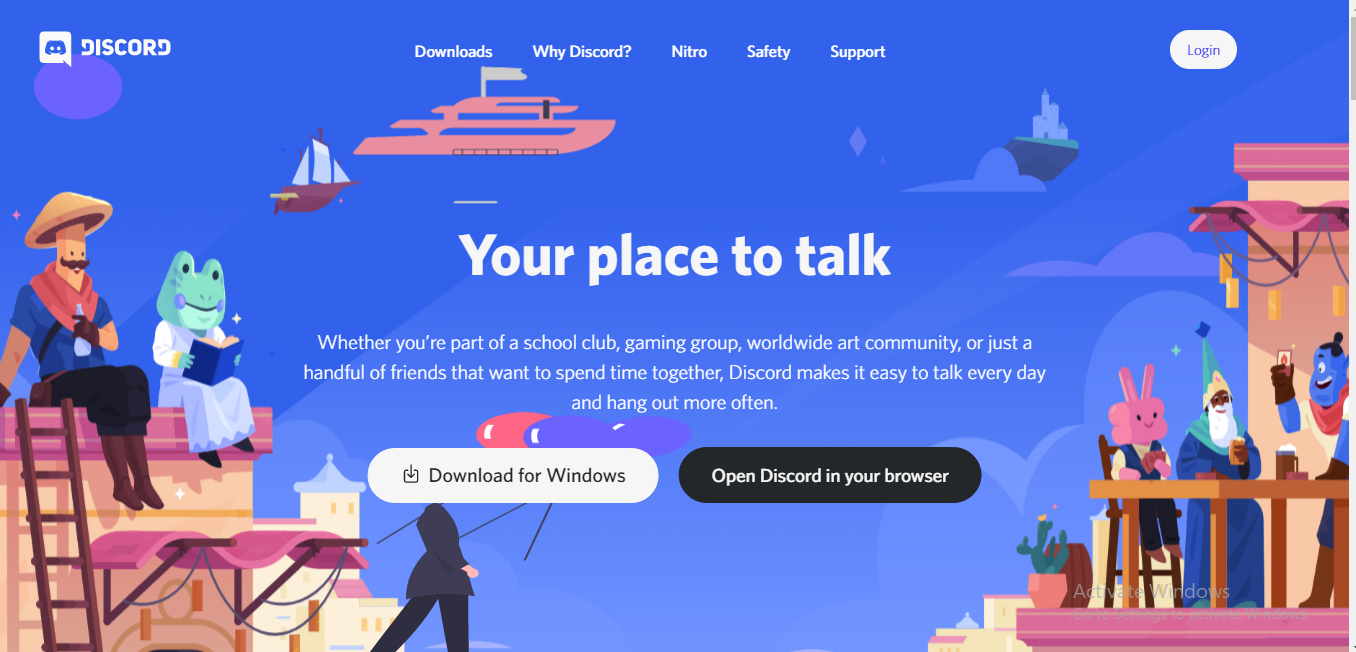 DISCORD
Downloads Why Discord? Nitro Safety Support
Login
Your place to talk
Whether you’re part of a school club, gaming group, worldwide art community, or just a
handful of friends that want to spend time together, Discord makes it easy to talk every day
and hang out more often.
Download for Windows
Open Discord in your browser
Activate Windows
Go to Settings to activate Windows.